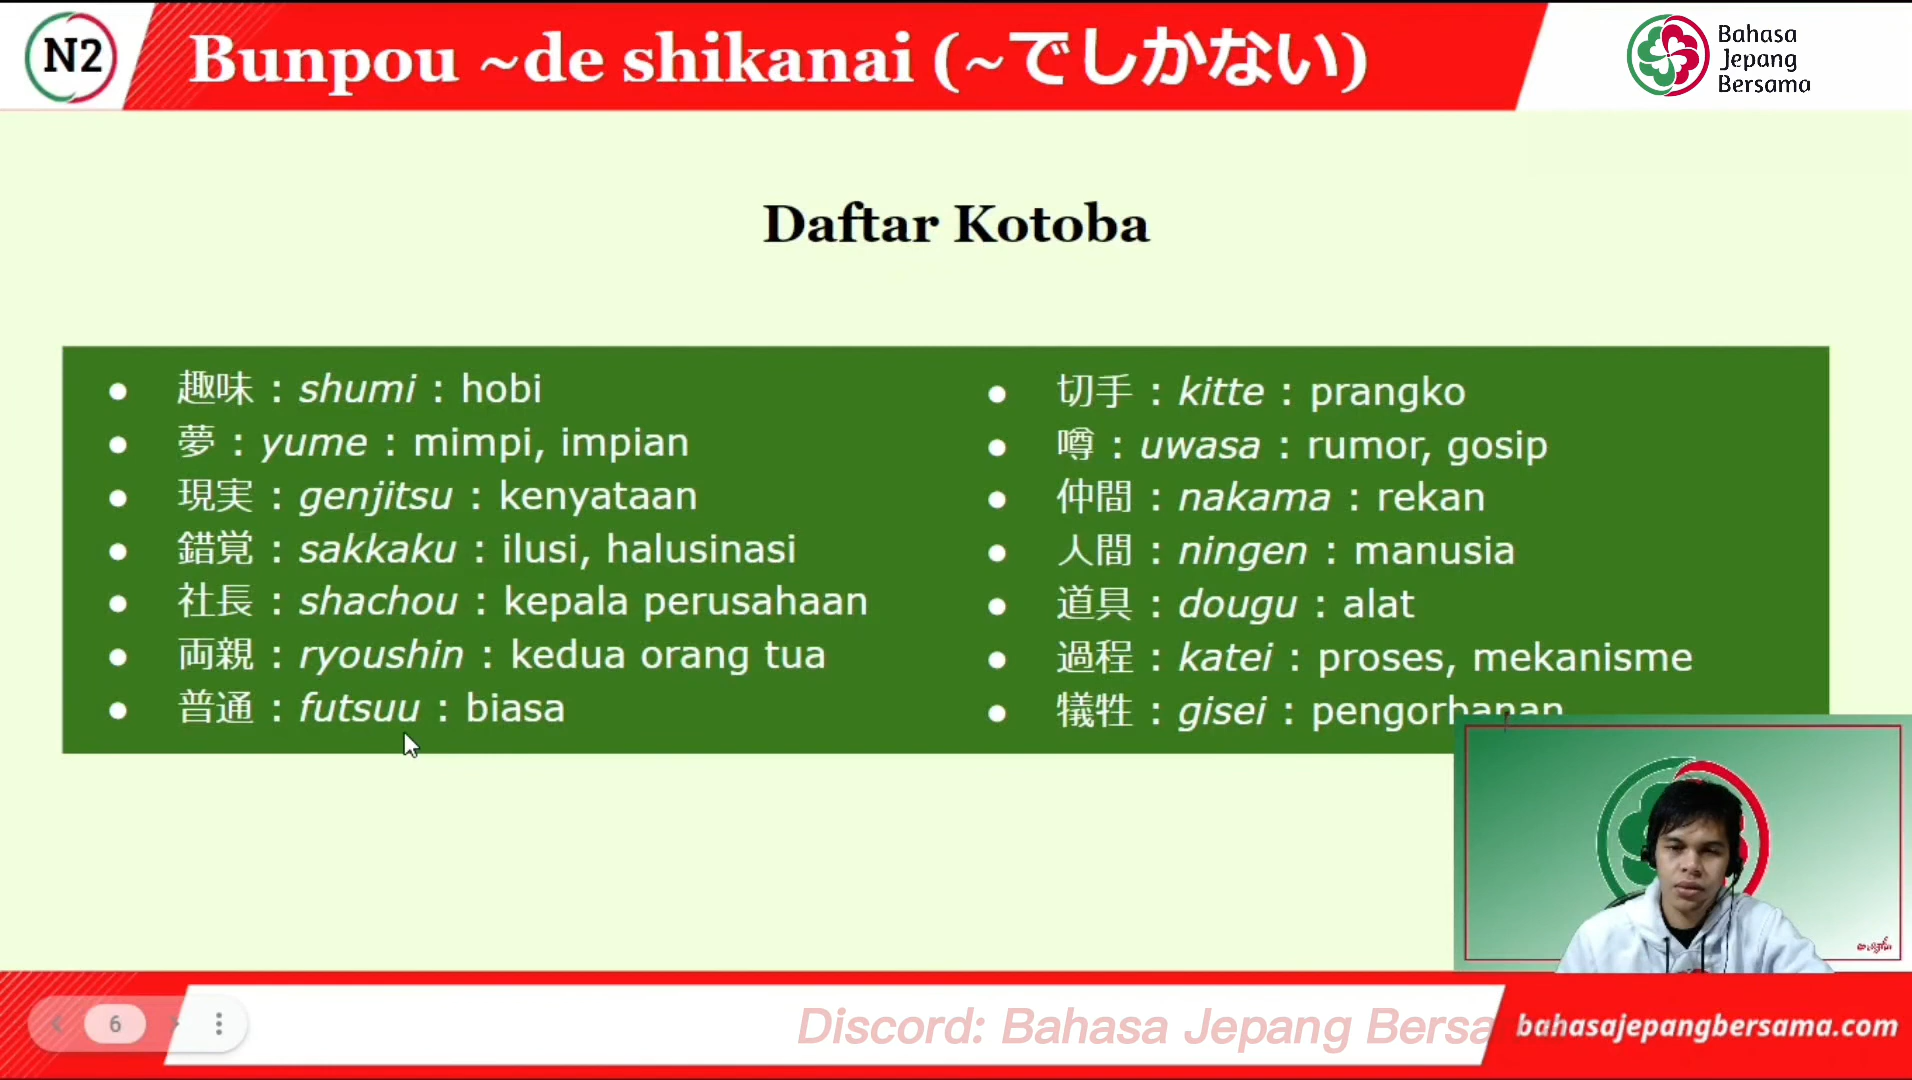 N2
Bunpou ~de shikanai (~でしかない)
Bahasa
Jepang
Bersama
Daftar Kotoba
● 趣味 : shumi : hobi
● 夢 : yume : mimpi, impian
● 現実 : genjitsu : kenyataan
● 錯覚 : sakkaku : ilusi, halusinasi
● 社長 : shachou : kepala perusahaan
● 両親 : ryoushin : kedua orang tua
● 普通 : futsuu : biasa
● 切手 : kitte : prangko
● 噂 : uwasa : rumor, gosip
● 仲間 : nakama : rekan
● 人間 : ningen : manusia
● 道具 : dougu : alat
● 過程 : katei : proses, mekanisme
● 犠牲 : gisei : pengorbanan
6
Discord: Bahasa Jepang Bersa
bahasajepangbersama.com